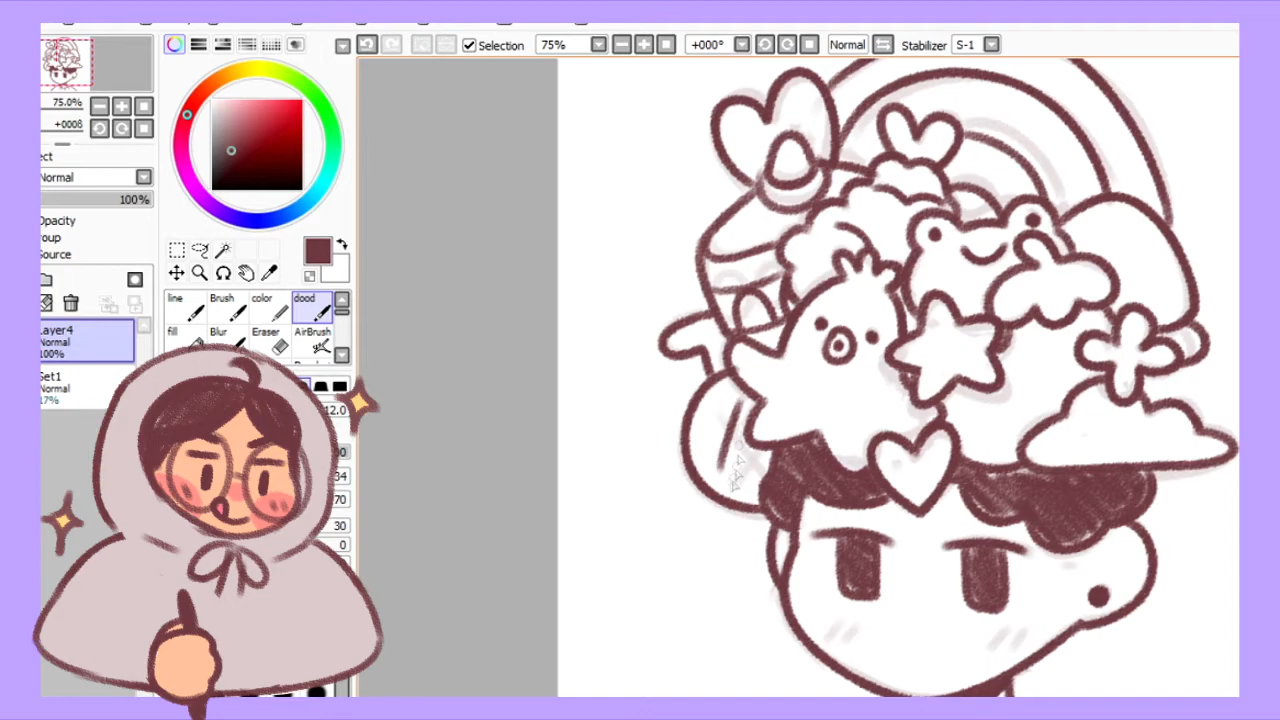 Selection 75% +000° Normal Stabilizer S-1
75.0%
+0008
ect
Normal
100%
Opacity
roup
Source
line Brush color dood
fill Blur Eraser AirBrush
Layer4
Normal
100%
Set1
Normal
17%
12.0
00
34
70
30
0